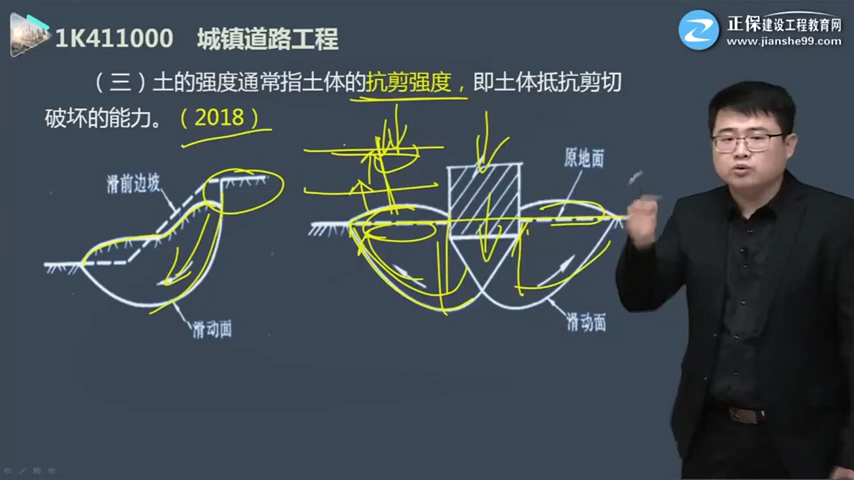 1K411000 城镇道路工程
正保建设工程教育网
www.jianshe99.com
（三）土的强度通常指土体的抗剪强度，即土体抵抗剪切
破坏的能力。（2018）
滑前边坡
原地面
滑动面
滑动面